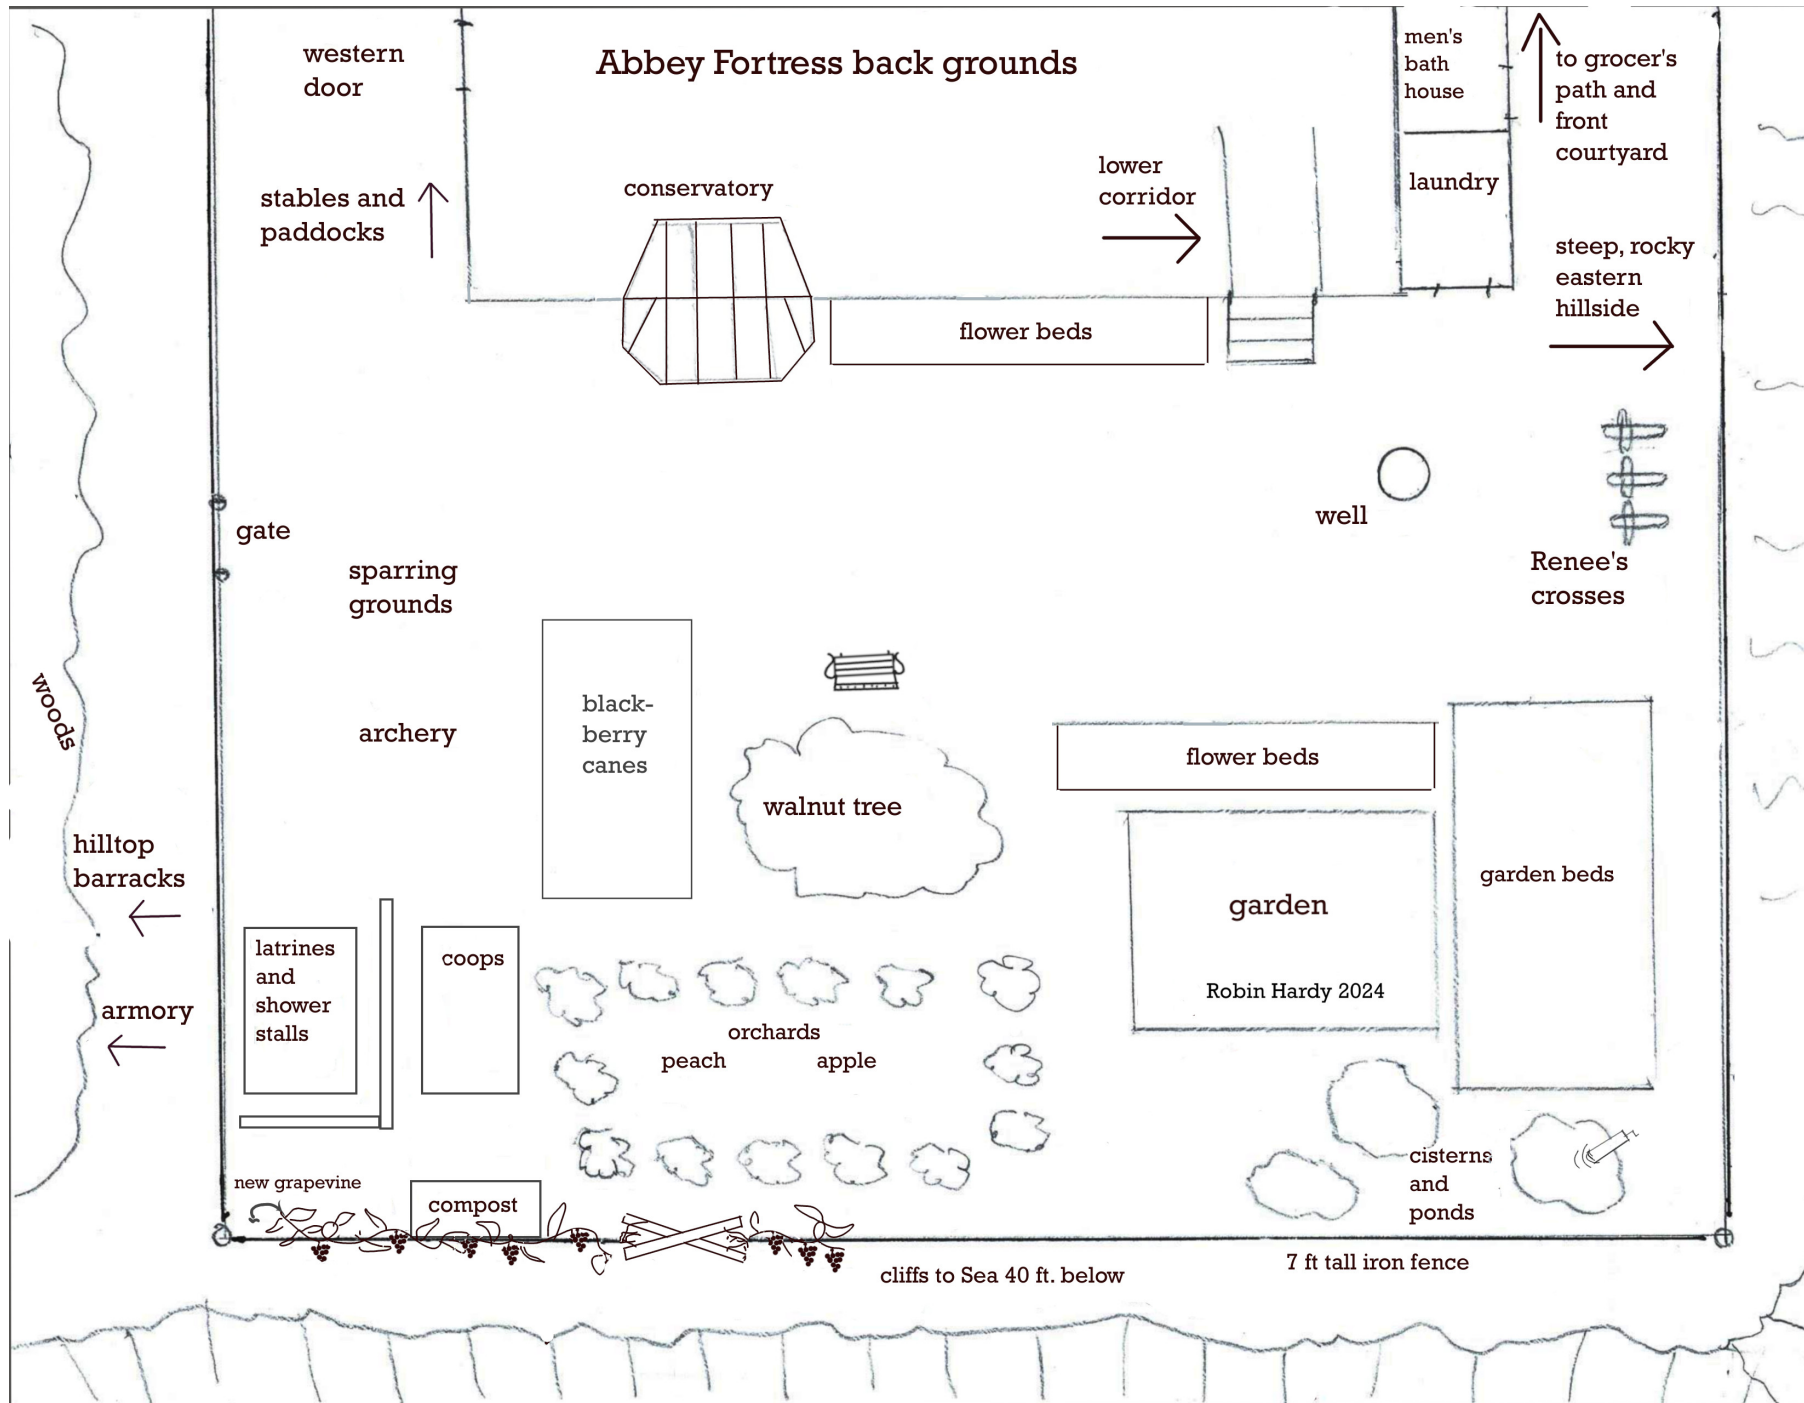 Abbey Fortress back grounds
western
door
men's
bath
house
to grocer's
path and
front
courtyard
stables and
paddocks
conservatory
lower
corridor
laundry
steep, rocky
eastern
hillside
flower beds
gate
well
sparring
grounds
Renee's
crosses
woods
archery
black-
berry
canes
walnut tree
flower beds
hilltop
barracks
garden
garden beds
latrines
and
shower
stalls
coops
armory
Robin Hardy 2024
orchards
peach
apple
cisterns
and
ponds
new grapevine
compost
cliffs to Sea 40 ft. below
7 ft tall iron fence